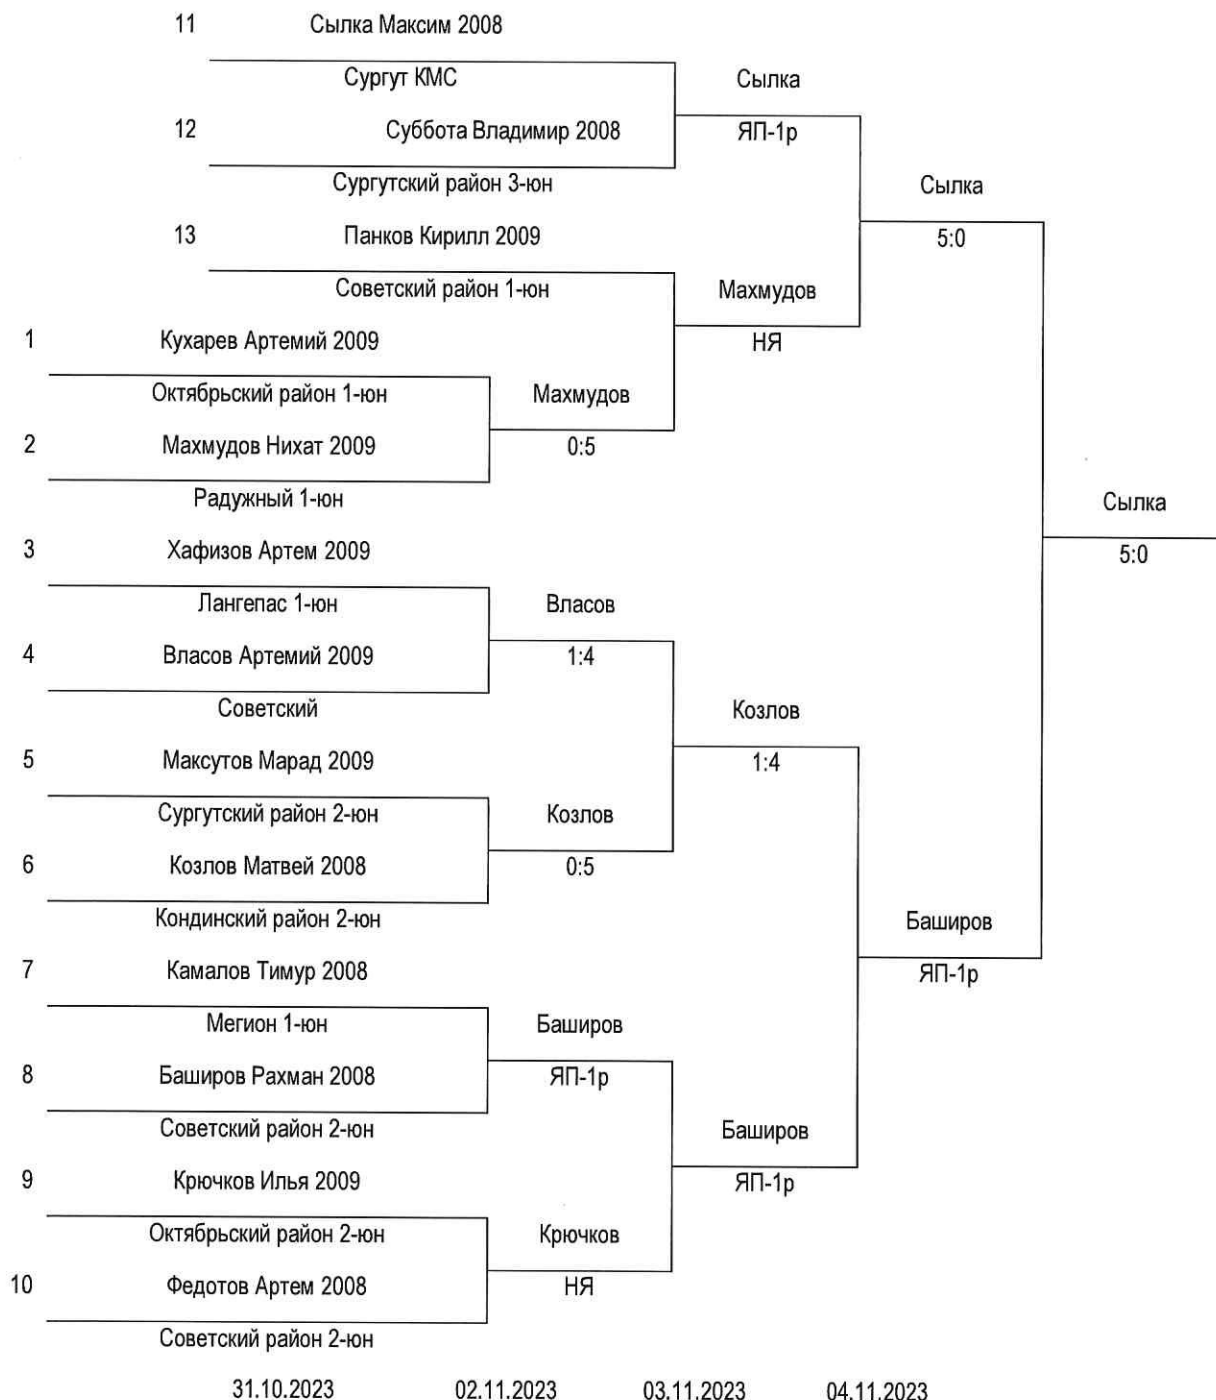 11 Сылка Максим 2008
Сургут КМС
Сылка
12 Суббота Владимир 2008
ЯП-1р
Сургутский район 3-юн
Сылка
13 Панков Кирилл 2009
5:0
Советский район 1-юн
Махмудов
1 Кухарев Артемий 2009
НЯ
Октябрьский район 1-юн
Махмудов
2 Махмудов Нихат 2009
0:5
Радужный 1-юн
Сылка
3 Хафизов Артем 2009
5:0
Лангепас 1-юн
Власов
4 Власов Артемий 2009
1:4
Советский
Козлов
5 Максутов Марад 2009
1:4
Сургутский район 2-юн
Козлов
6 Козлов Матвей 2008
0:5
Кондинский район 2-юн
Баширов
7 Камалов Тимур 2008
ЯП-1р
Мегион 1-юн
Баширов
8 Баширов Рахман 2008
ЯП-1р
Советский район 2-юн
Баширов
9 Крючков Илья 2009
ЯП-1р
Октябрьский район 2-юн
Крючков
10 Федотов Артем 2008
НЯ
Советский район 2-юн
31.10.2023 02.11.2023 03.11.2023 04.11.2023